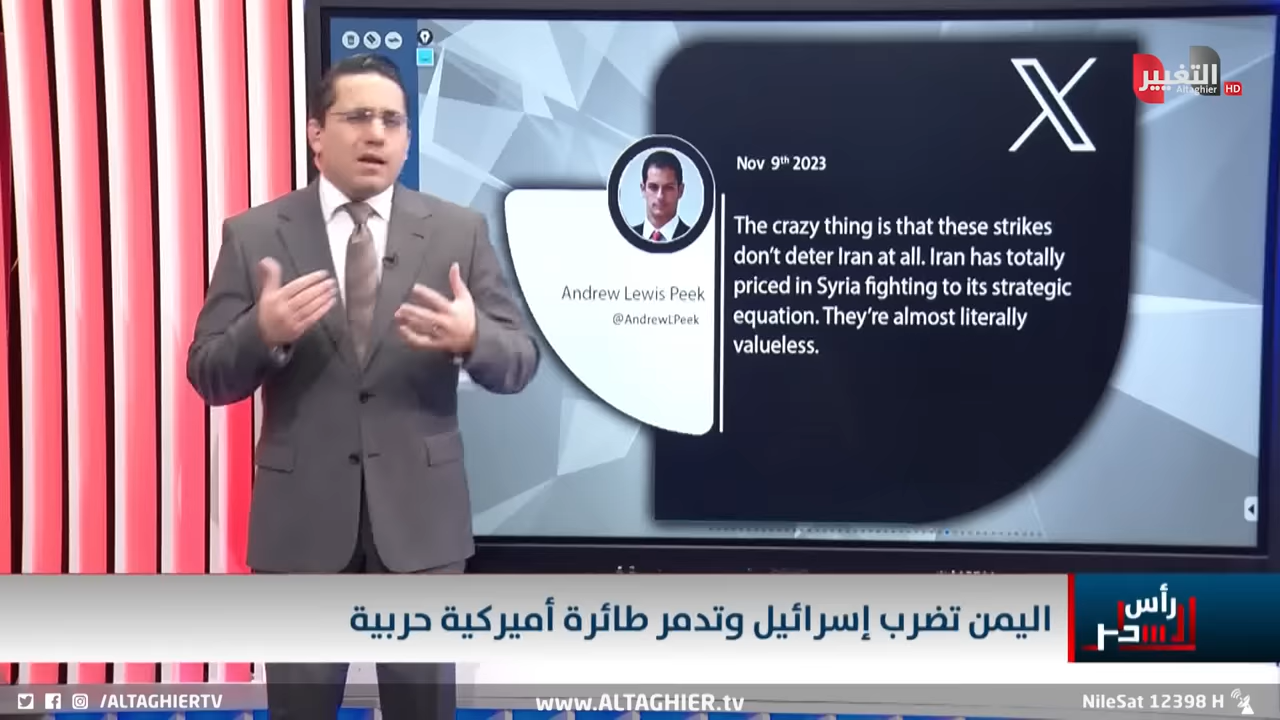 التغيير
Altaghier
HD
X
Nov 9th 2023
The crazy thing is that these strikes
don't deter Iran at all. Iran has totally
priced in Syria fighting to its strategic
equation. They're almost literally
valueless.
Andrew Lewis Peek
@AndrewLPeek
اليمن تضرب إسرائيل وتدمر طائرة أميركية حربية
رأس
السطر
/ALTAGHIERTV
www.ALTAGHIER.tv
NileSat 12398 H